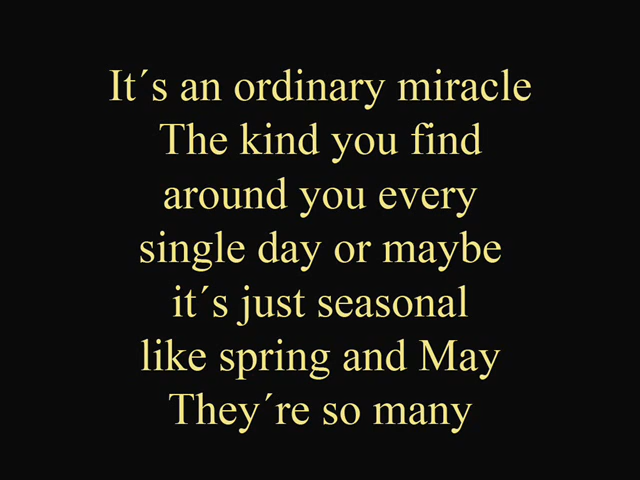 It´s an ordinary miracle
The kind you find
around you every
single day or maybe
it´s just seasonal
like spring and May
They´re so many